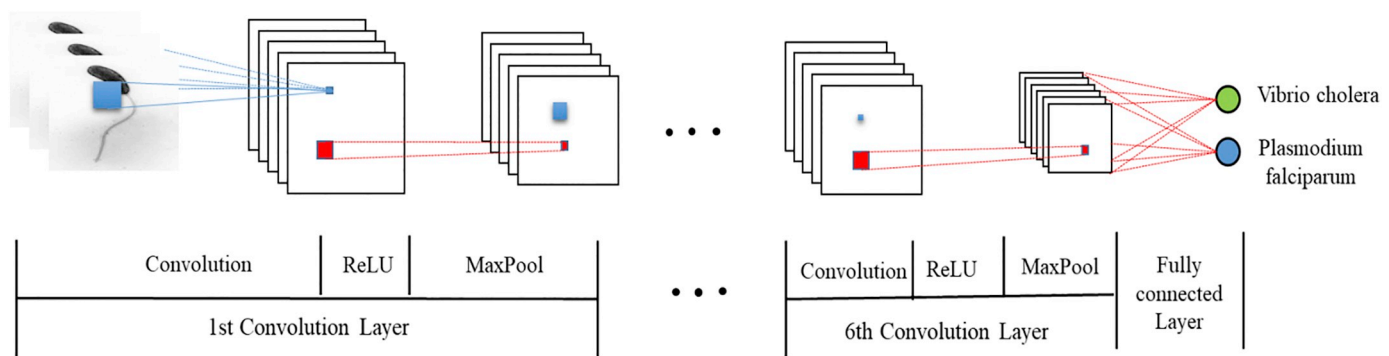 Vibrio cholera
Plasmodium
falciparum
Convolution
ReLU
MaxPool
1st Convolution Layer
Convolution
ReLU
MaxPool
6th Convolution Layer
Fully
connected
Layer